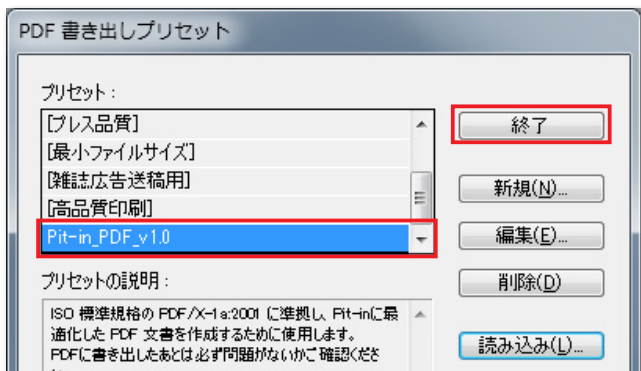 PDF 書き出しプリセット
プリセット :
[プレス品質]
[最小ファイルサイズ]
[雑誌広告送稿用]
[高品質印刷]
Pit-in_PDF_v1.0
終了
新規(N)...
編集(E)...
削除(D)
読み込み(L)...
プリセットの説明 :
ISO 標準規格の PDF/X-1a:2001 に準拠し、Pit-inに最
適化した PDF 文書を作成するために使用します。
PDFに書き出したあとは必ず問題がないかご確認くださ